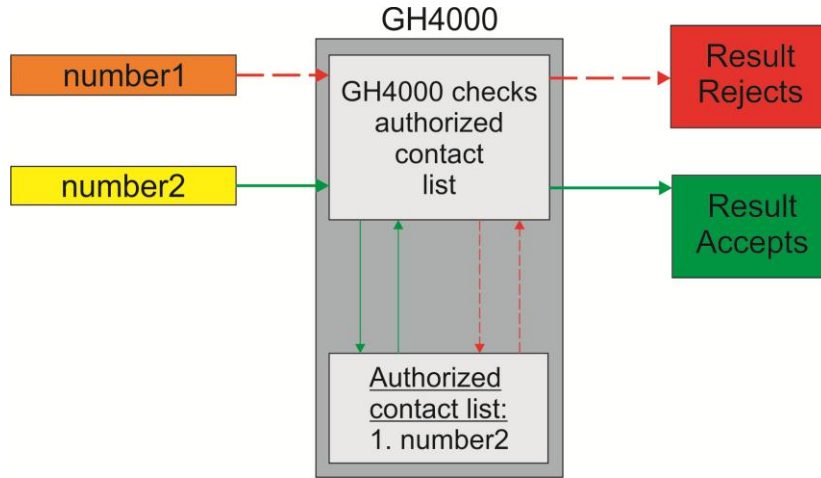 GH4000
number1
GH4000 checks
authorized
contact
list
Result
Rejects
number2
Result
Accepts
Authorized
contact list:
1. number2